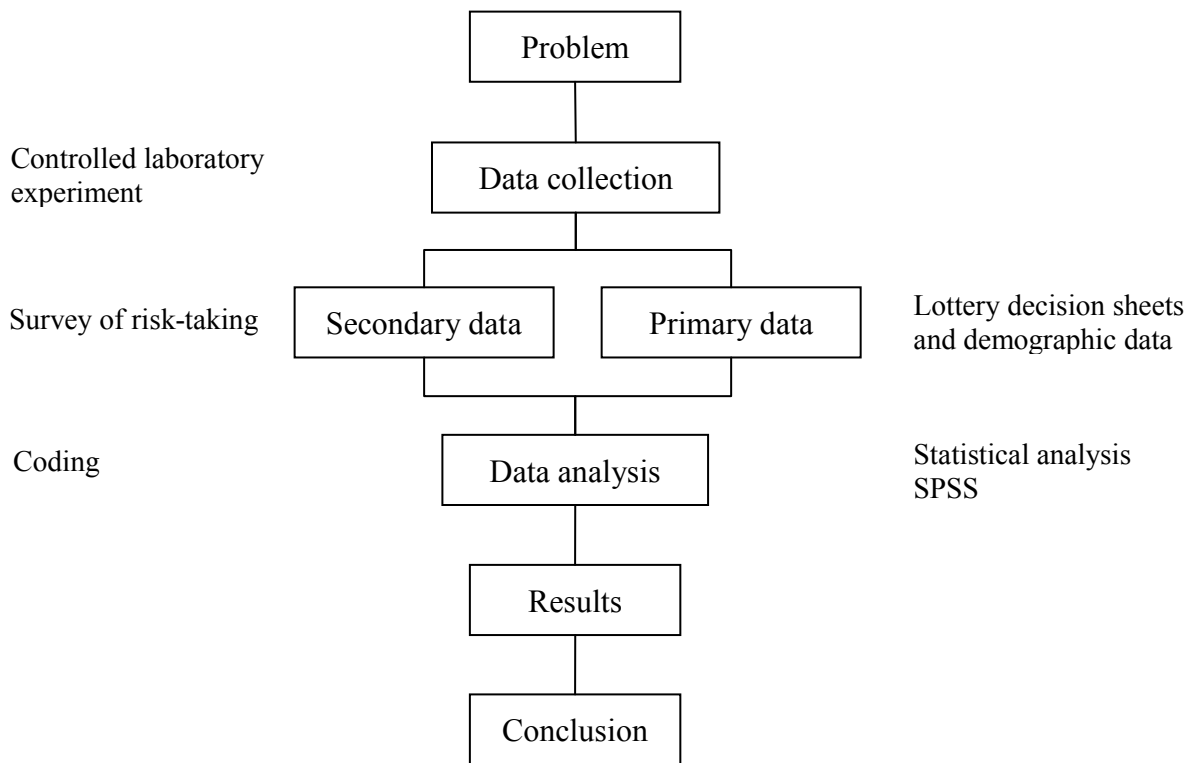 Problem
Controlled laboratory
experiment
Data collection
Survey of risk-taking
Secondary data
Primary data
Lottery decision sheets
and demographic data
Coding
Data analysis
Statistical analysis
SPSS
Results
Conclusion